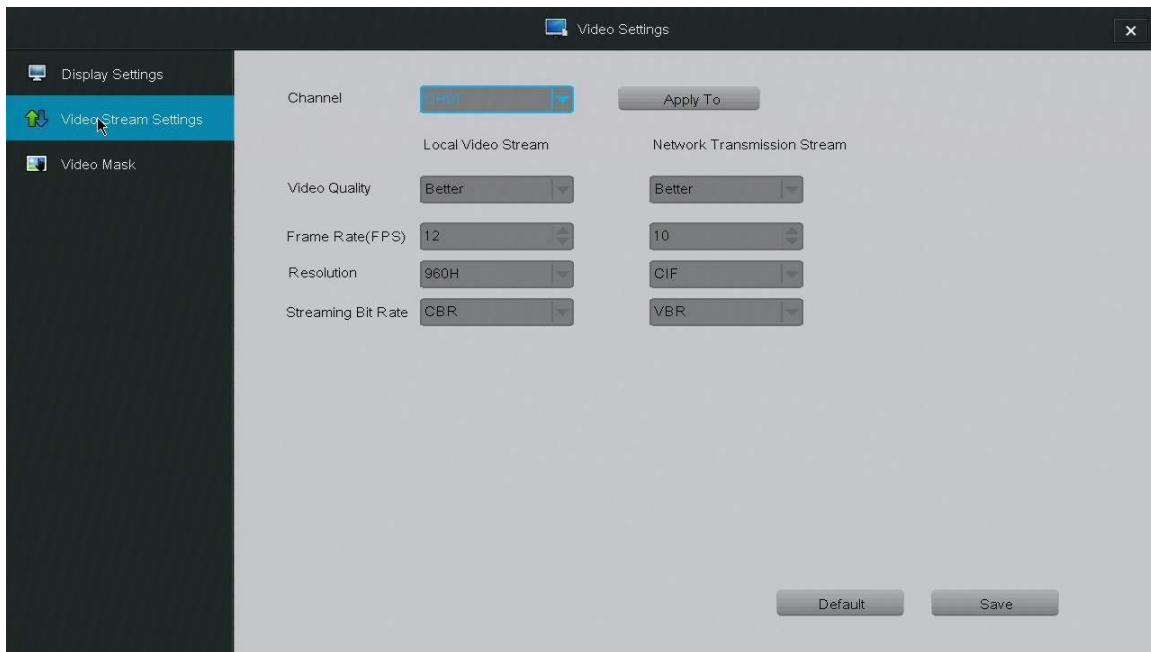 Video Settings
Display Settings
Video Stream Settings
Video Mask
Channel Apply To
Local Video Stream Network Transmission Stream
Video Quality Better Better
Frame Rate(FPS) 12 10
Resolution 960H CIF
Streaming Bit Rate CBR VBR
Default Save